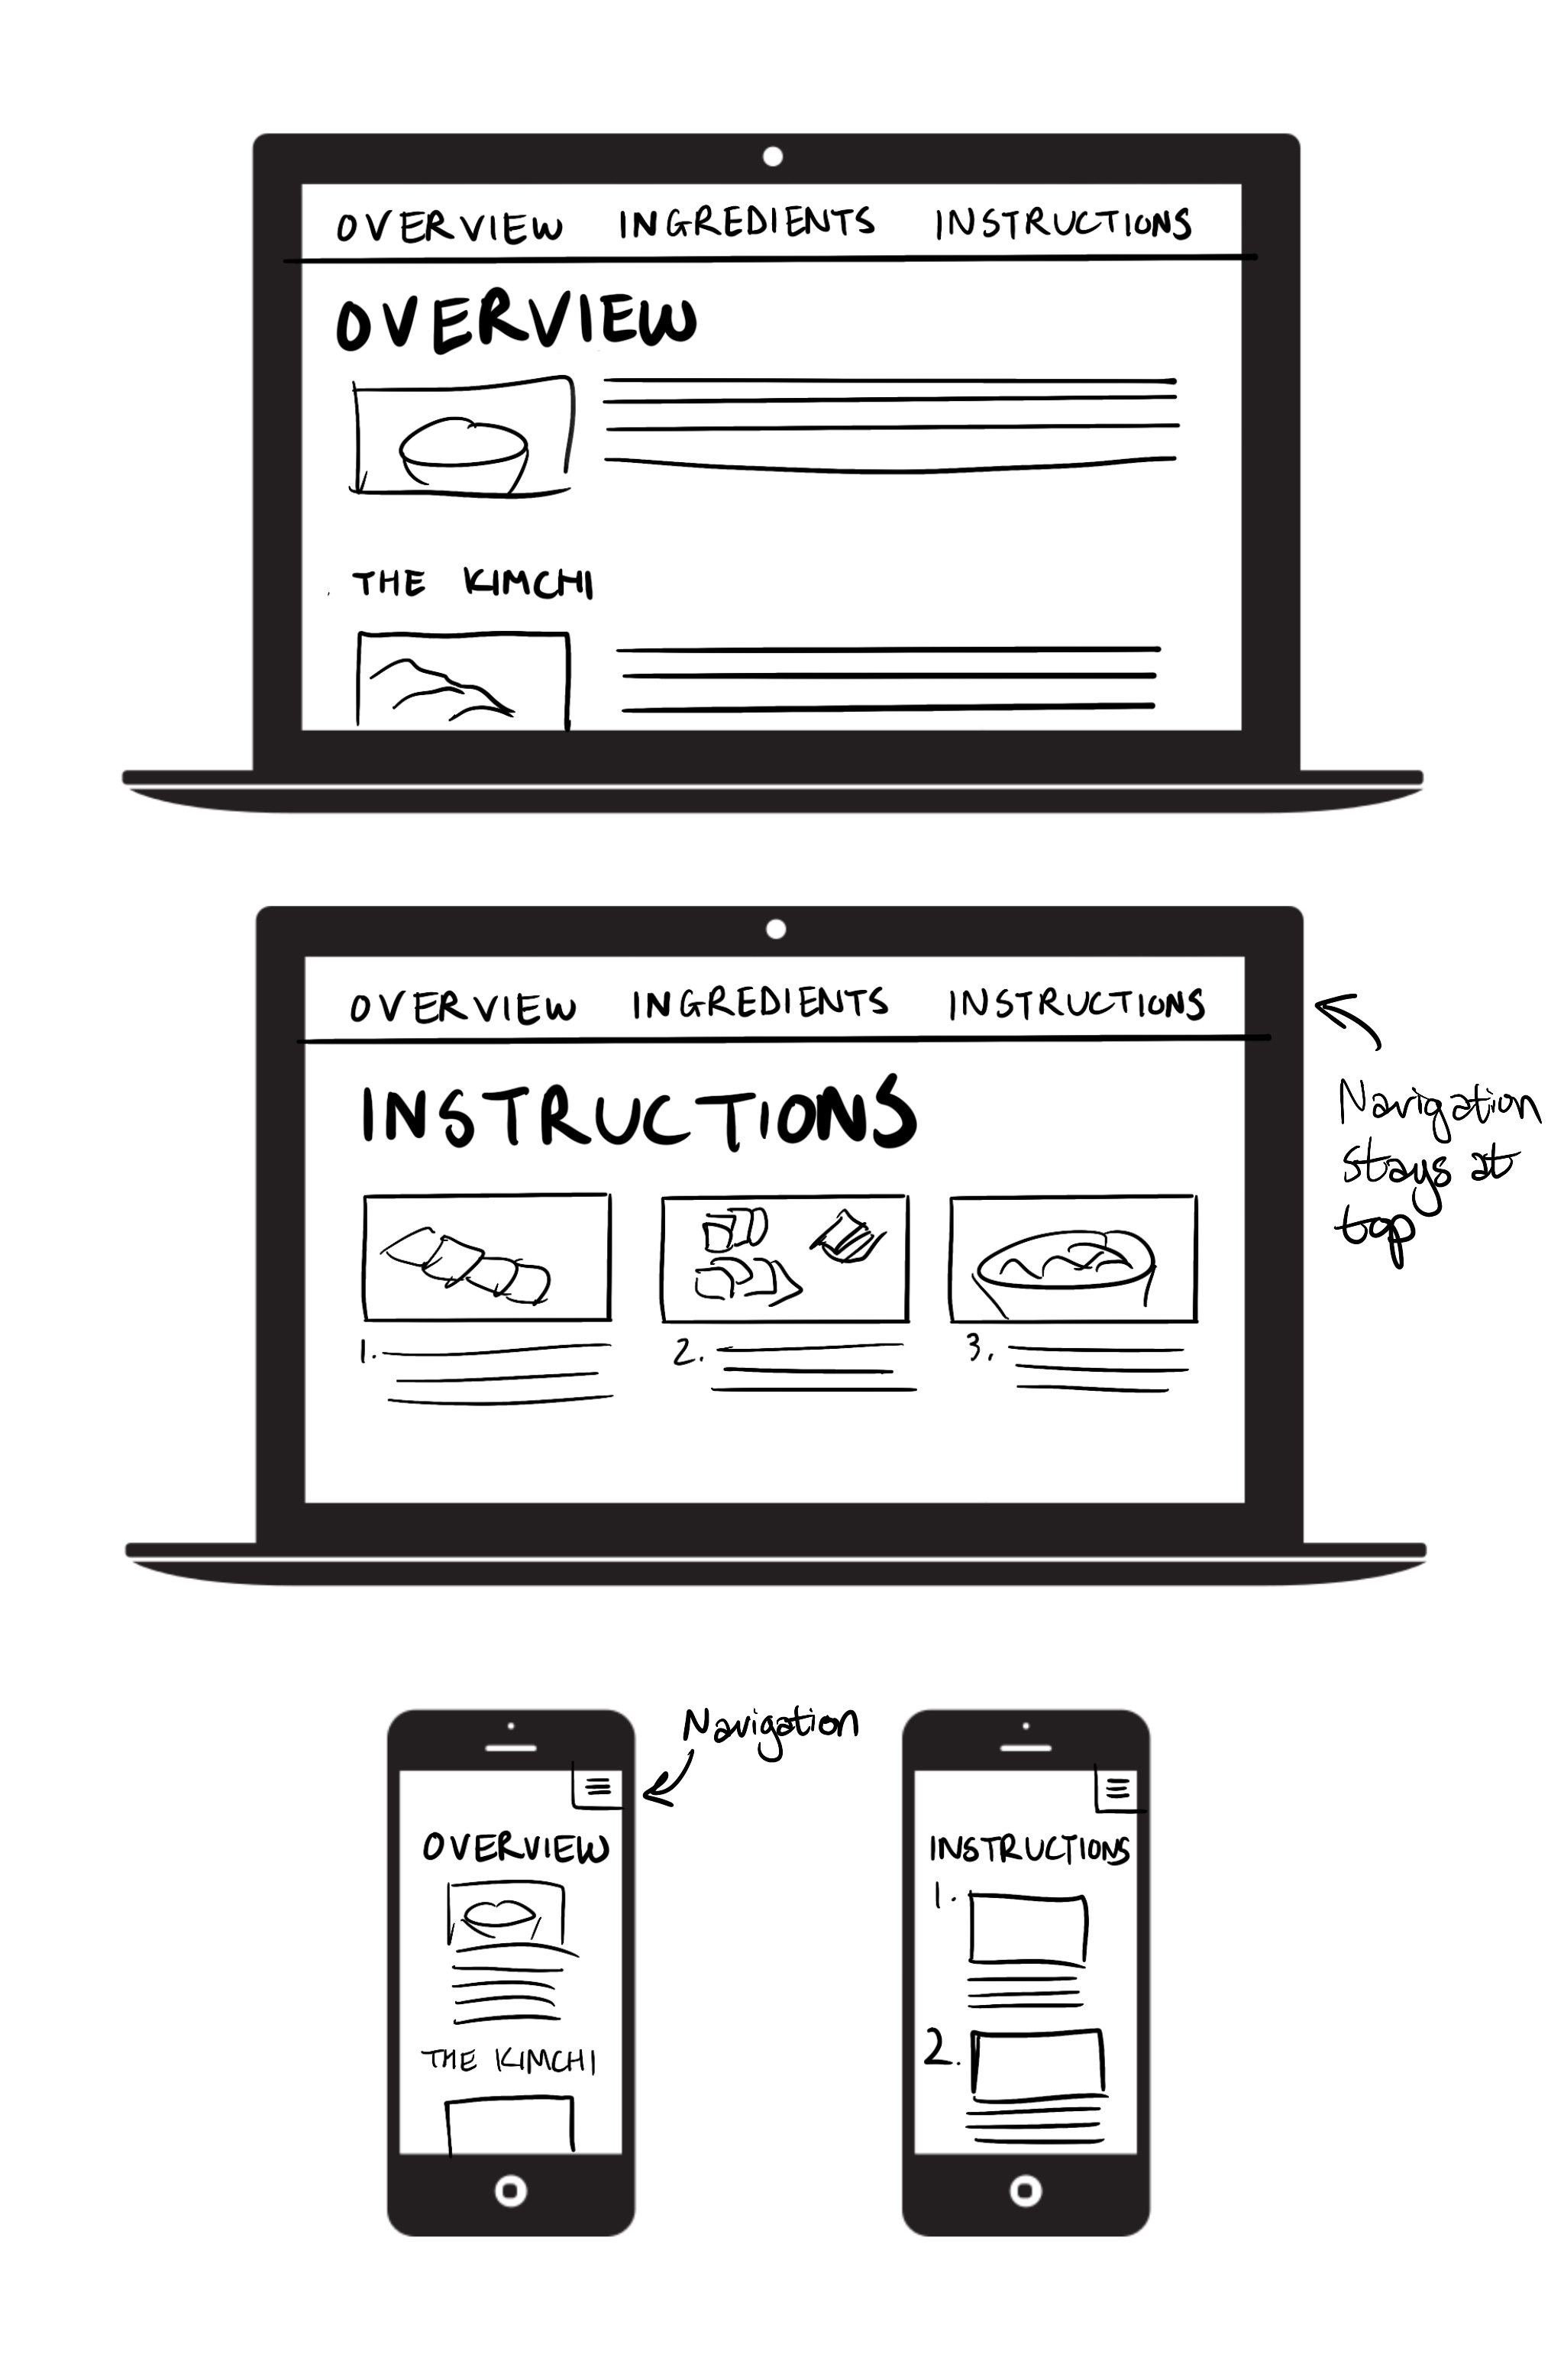 OVERVIEW INGREDIENTS INSTRUCTIONS
OVERVIEW
THE KIMCHI
OVERVIEW INGREDIENTS INSTRUCTIONS
INSTRUCTIONS
1.
2.
3.
Navigation
stays at
top
Navigation
OVERVIEW
THE KIMCHI
INSTRUCTIONS
1.
2.